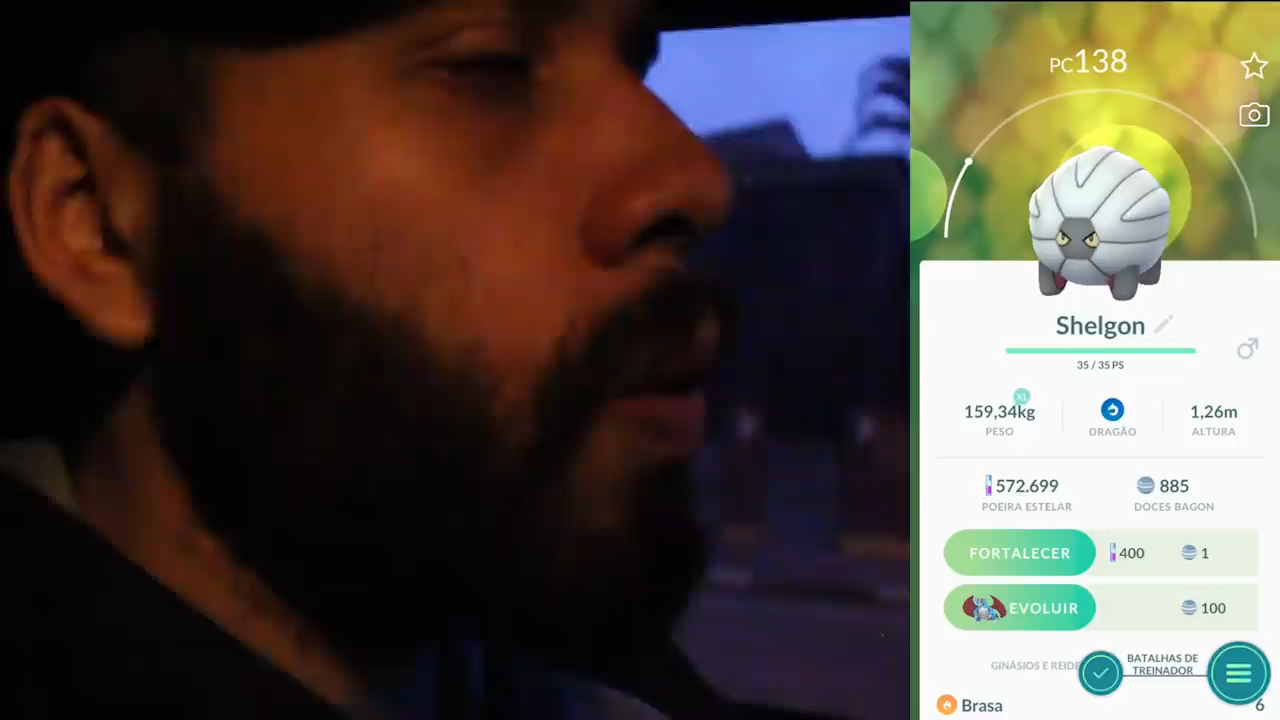 PC138
Shelgon
35 / 35 PS
XL
159,34kg
PESO
DRAGÃO
1,26m
ALTURA
572.699
POEIRA ESTELAR
885
DOCES BAGON
FORTALECER 400 1
EVOLUIR 100
GINÁSIOS E REIDE
BATALHAS DE
TREINADOR
Brasa 6